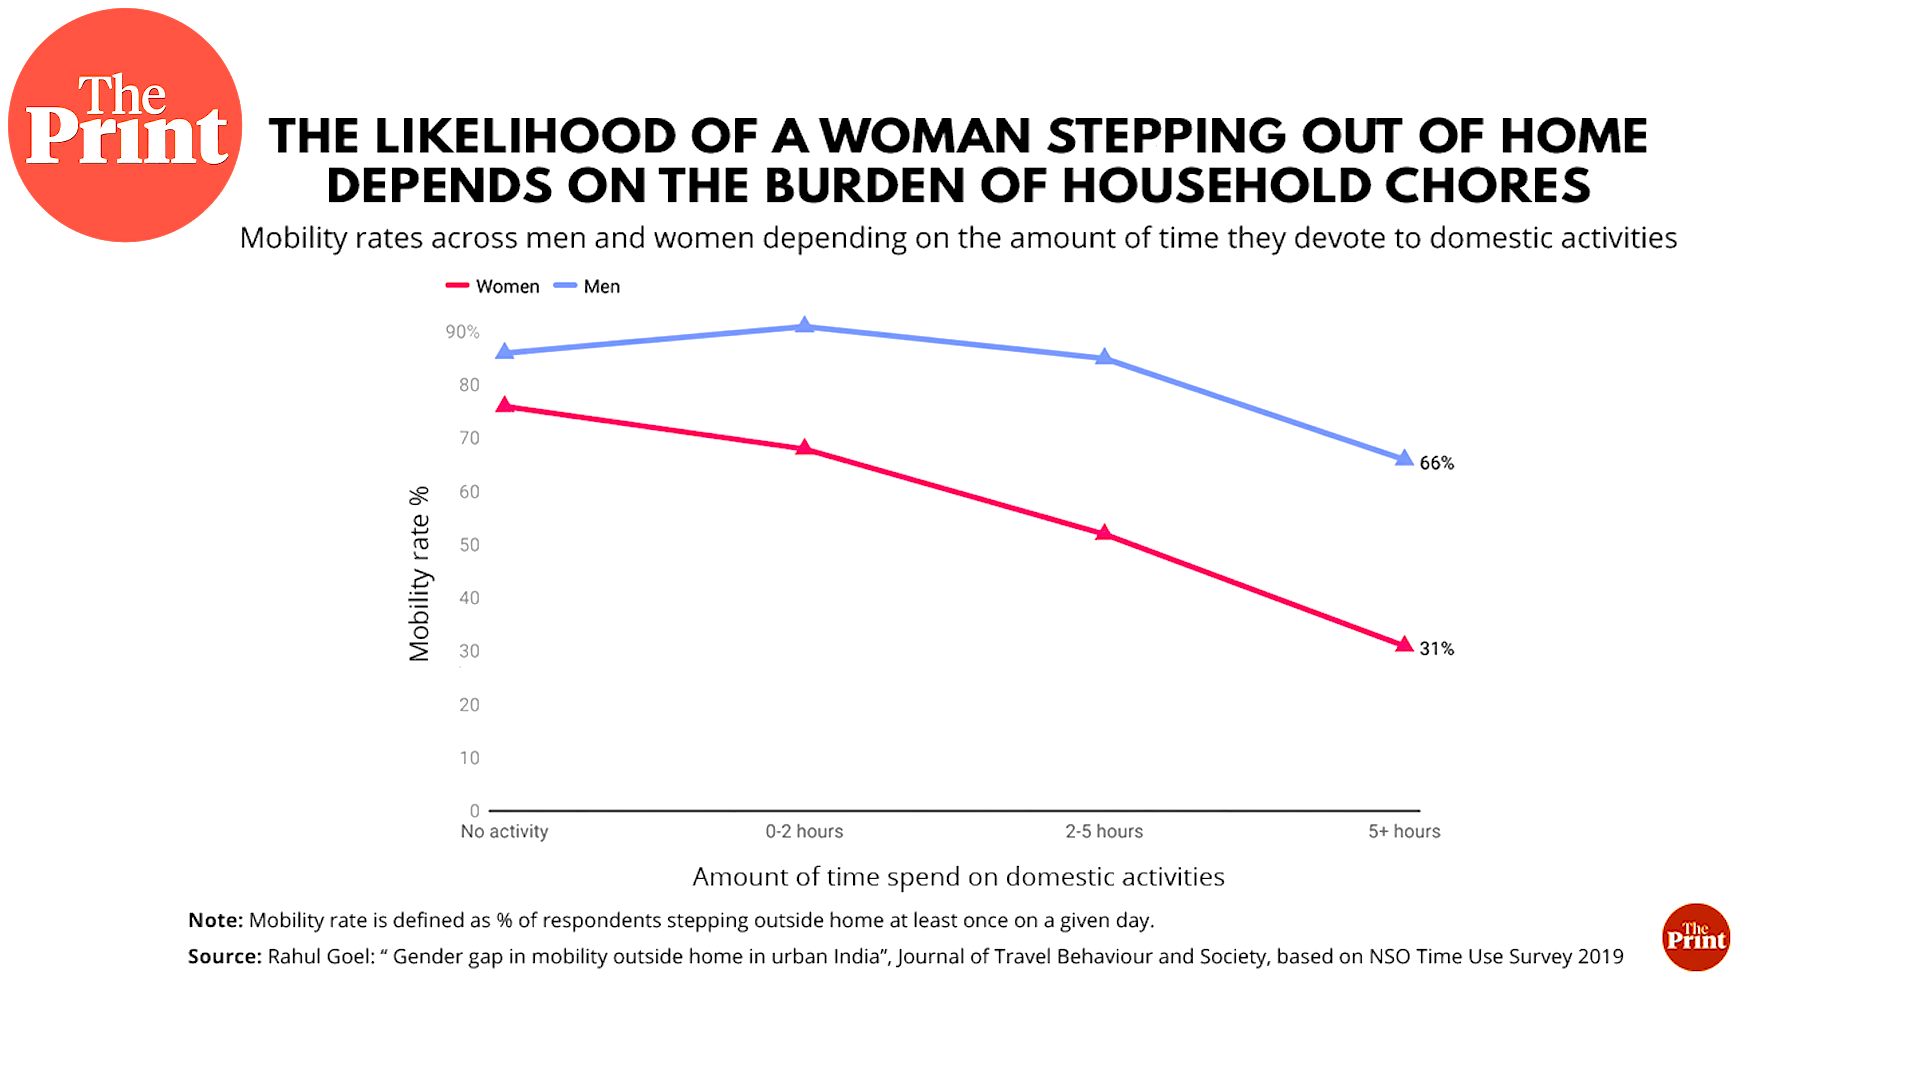 The
Print
THE LIKELIHOOD OF A WOMAN STEPPING OUT OF HOME
DEPENDS ON THE BURDEN OF HOUSEHOLD CHORES
Mobility rates across men and women depending on the amount of time they devote to domestic activities
Women Men
90%
80
70
66%
60
50
40
31%
30
20
10
0
Mobility rate %
No activity 0-2 hours 2-5 hours 5+ hours
Amount of time spend on domestic activities
Note: Mobility rate is defined as % of respondents stepping outside home at least once on a given day.
Source: Rahul Goel: “ Gender gap in mobility outside home in urban India”, Journal of Travel Behaviour and Society, based on NSO Time Use Survey 2019
The
Print